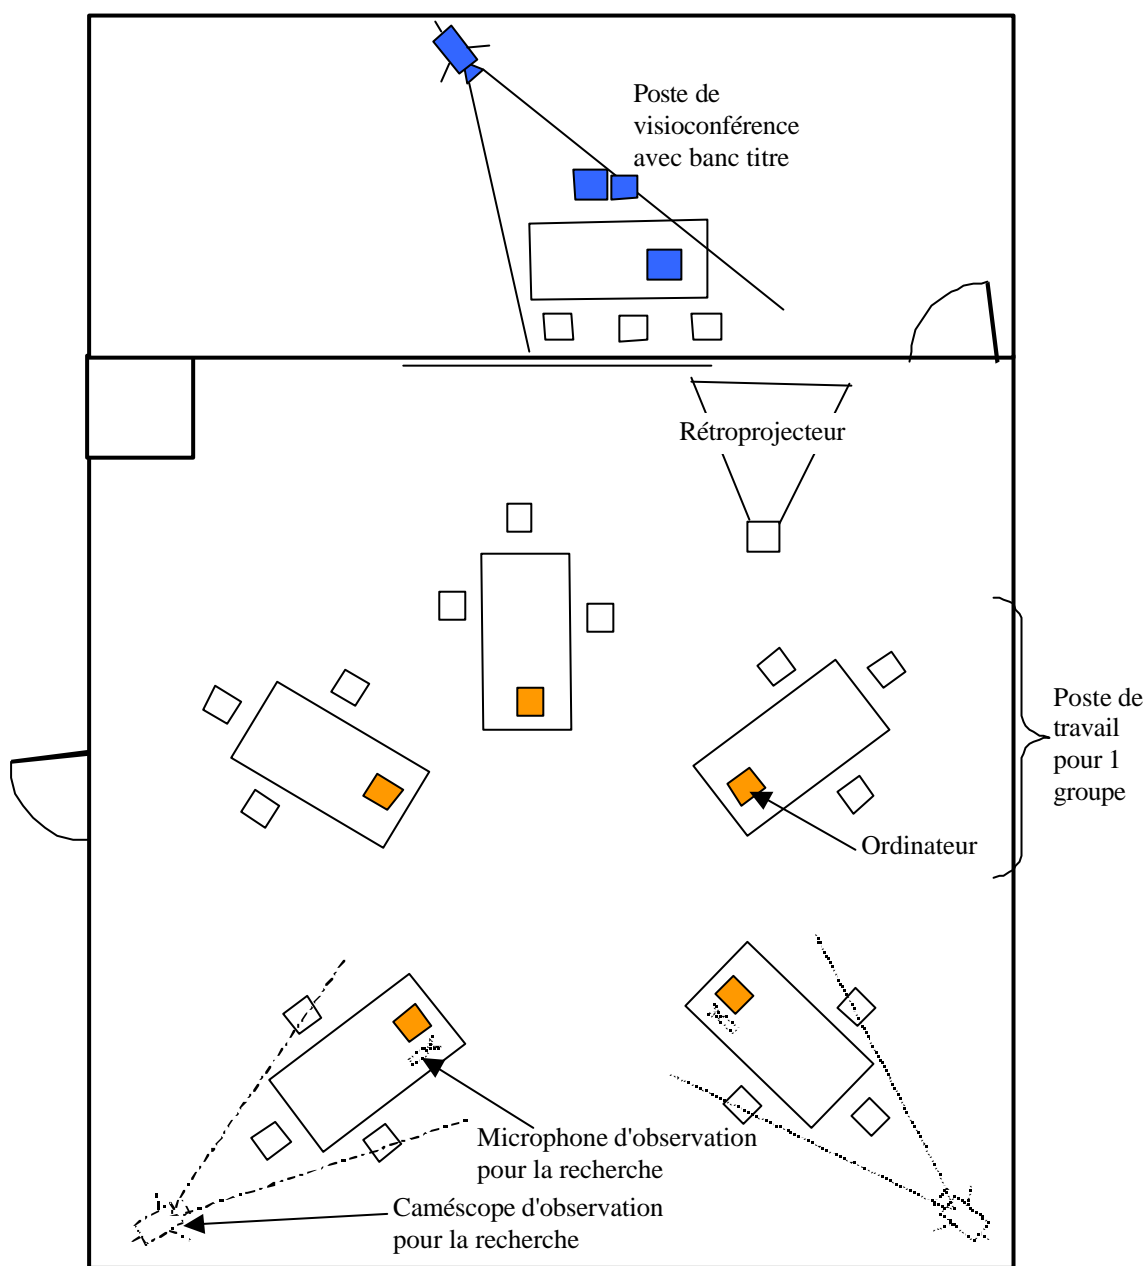 Poste de
visioconférence
avec banc titre
Rétroprojecteur
Poste de
travail
pour 1
groupe
Ordinateur
Microphone d'observation
pour la recherche
Caméscope d'observation
pour la recherche